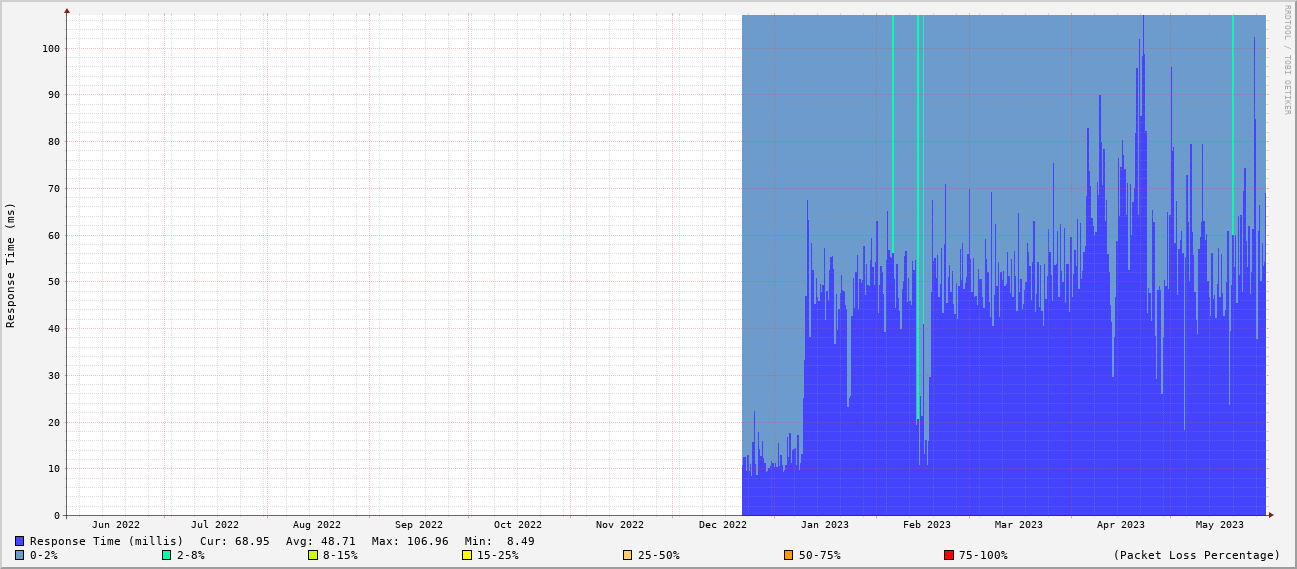 RRDTOOL / TOBI OETIKER
Response Time (ms)
100
90
80
70
60
50
40
30
20
10
0
Jun 2022 Jul 2022 Aug 2022 Sep 2022 Oct 2022 Nov 2022 Dec 2022 Jan 2023 Feb 2023 Mar 2023 Apr 2023 May 2023
Response Time (millis) Cur: 68.95 Avg: 48.71 Max: 106.96 Min: 8.49
0-2% 2-8% 8-15% 15-25% 25-50% 50-75% 75-100% (Packet Loss Percentage)